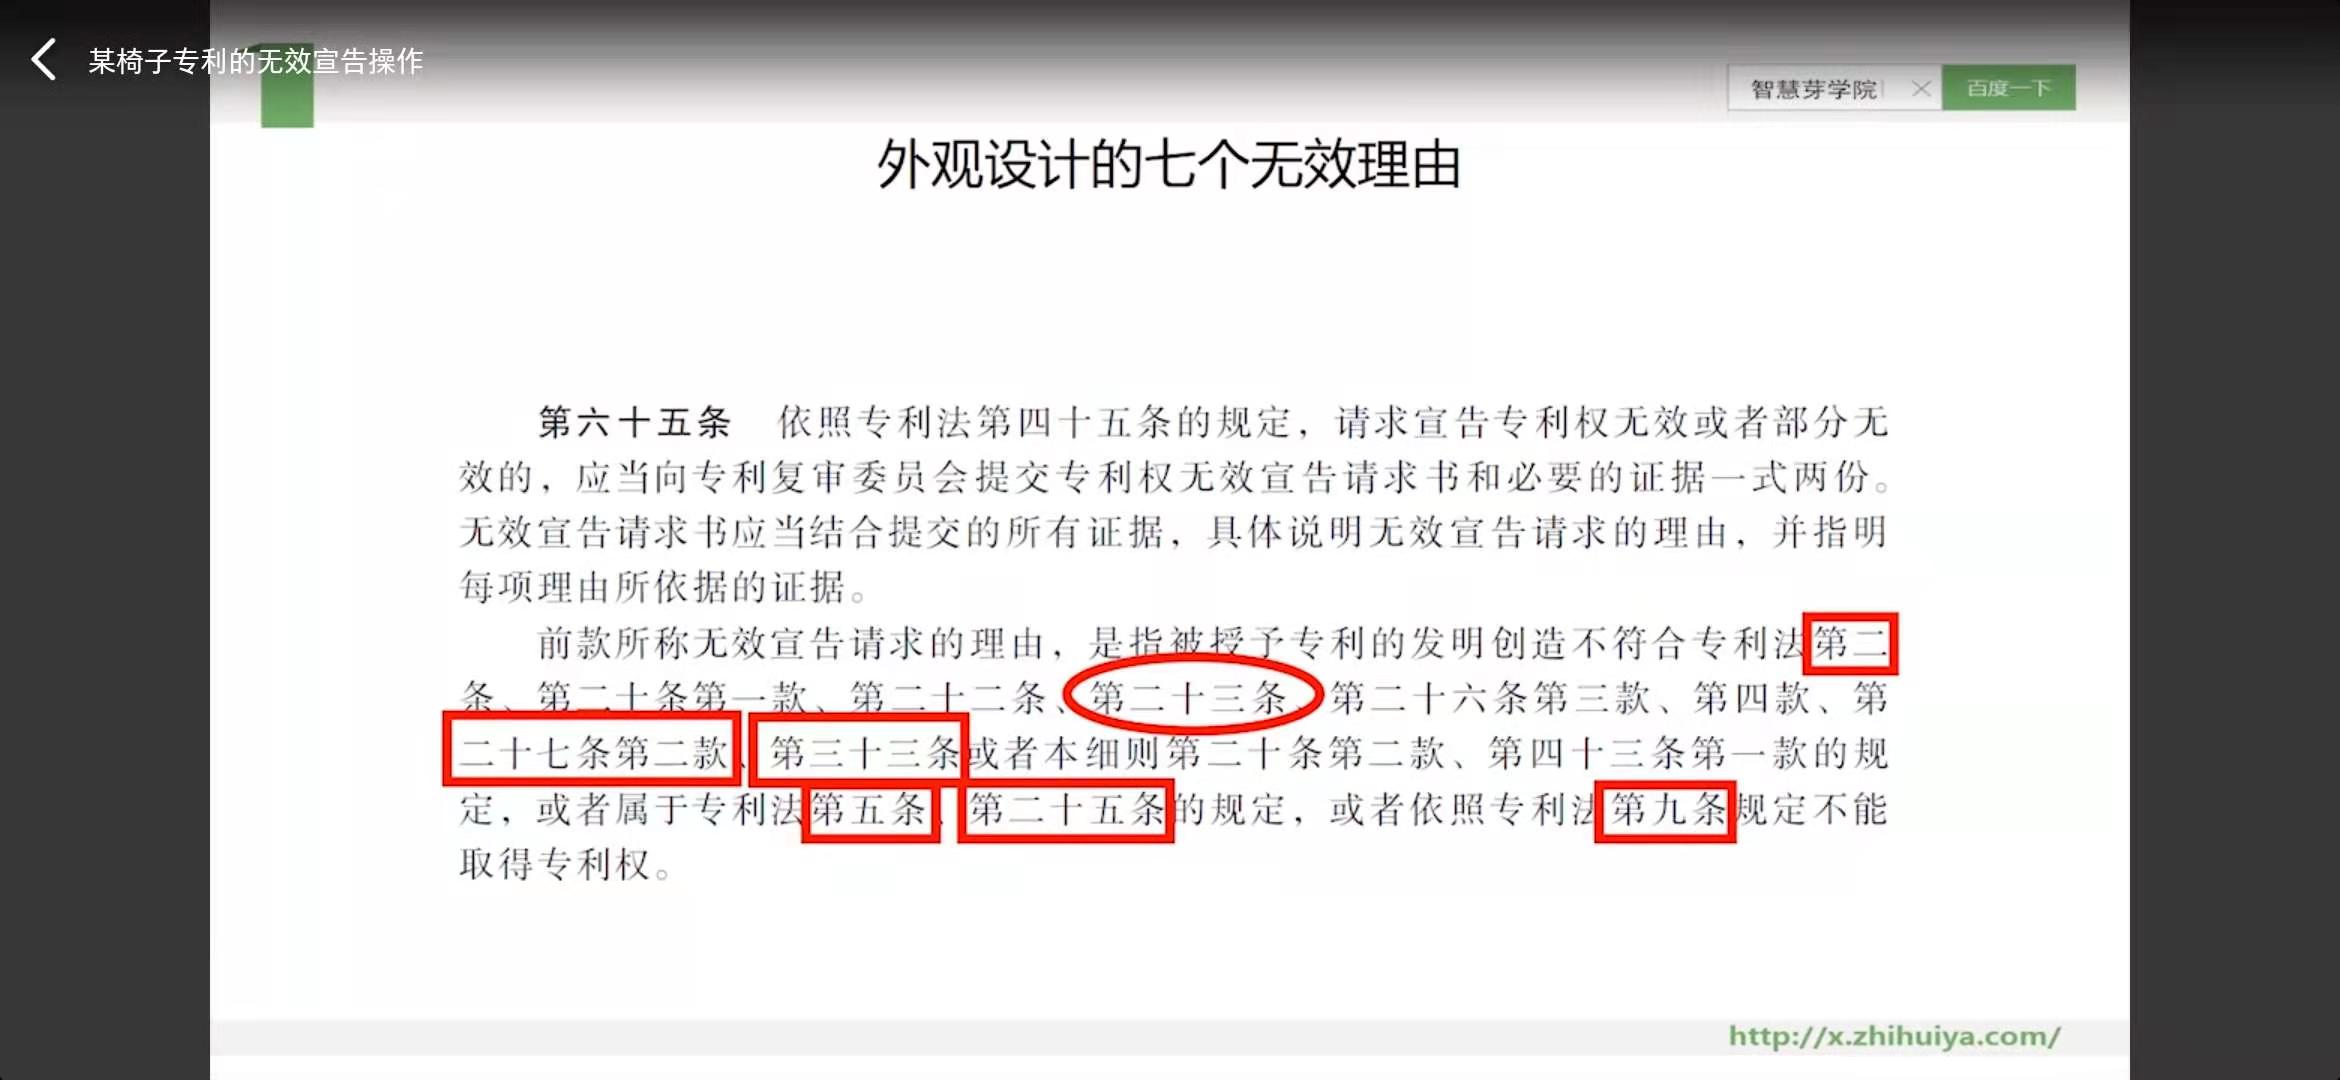 某椅子专利的无效宣告操作
智慧芽学院
百度一下
外观设计的七个无效理由
第六十五条 依照专利法第四十五条的规定，请求宣告专利权无效或者部分无
效的，应当向专利复审委员会提交专利权无效宣告请求书和必要的证据一式两份。
无效宣告请求书应当结合提交的所有证据，具体说明无效宣告请求的理由，并指明
每项理由所依据的证据。
前款所称无效宣告请求的理由，是指被授予专利的发明创造不符合专利法第二
条、第二十条第一款、第二十二条、第二十三条、第二十六条第三款、第四款、第
二十七条第二款、第三十三条或者本细则第二十条第二款、第四十三条第一款的规
定，或者属于专利法第五条、第二十五条的规定，或者依照专利法第九条规定不能
取得专利权。
http://x.zhihuiya.com/